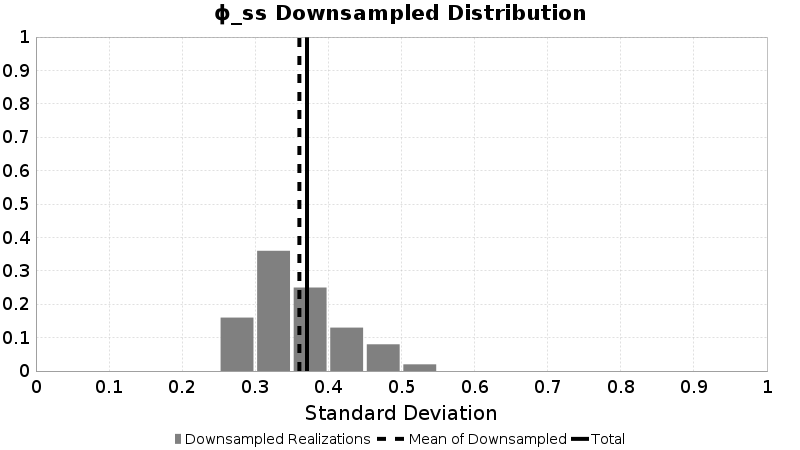 ϕ_ss Downsampled Distribution
1
0.9
0.8
0.7
0.6
0.5
0.4
0.3
0.2
0.1
0
0 0.1 0.2 0.3 0.4 0.5 0.6 0.7 0.8 0.9 1
Standard Deviation
Downsampled Realizations Mean of Downsampled Total